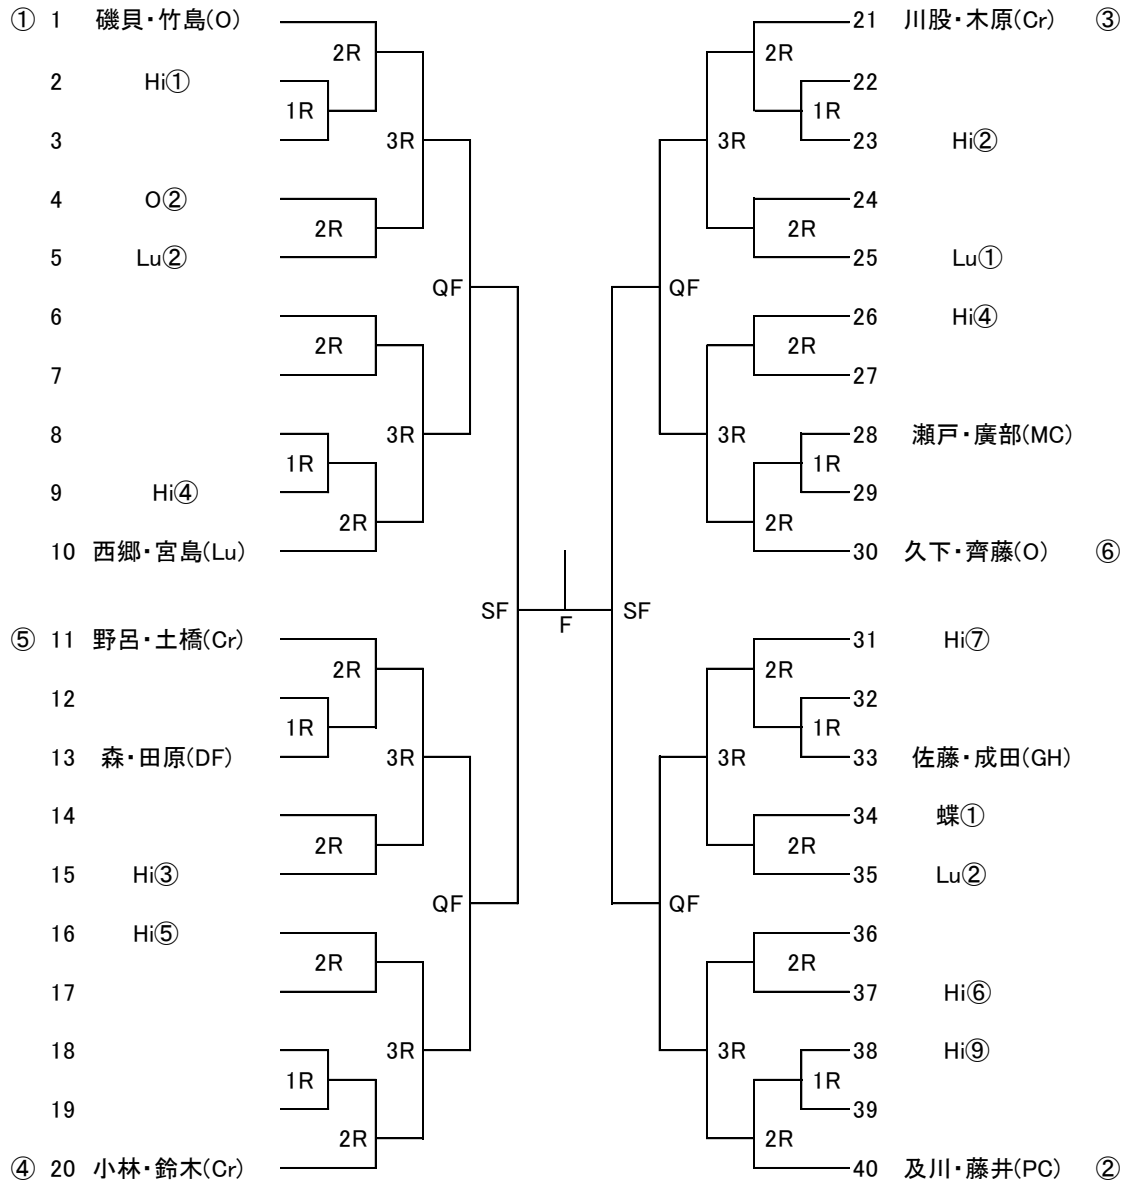 ① 1 磯貝・竹島(O)
2 Hi①
3
4 O②
5 Lu②
6
7
8
9 Hi④
10 西郷・宮島(Lu)
⑤ 11 野呂・土橋(Cr)
12
13 森・田原(DF)
14
15 Hi③
16 Hi⑤
17
18
19
④ 20 小林・鈴木(Cr)
2R
1R
3R
2R
QF
2R
3R
1R
2R
SF
2R
1R
3R
2R
QF
2R
3R
1R
2R
F
SF
2R
1R
3R
2R
QF
2R
3R
1R
2R
2R
1R
3R
2R
QF
2R
3R
1R
2R
21 川股・木原(Cr) ③
22
23 Hi②
24
25 Lu①
26 Hi④
27
28 瀬戸・廣部(MC)
29
30 久下・齊藤(O) ⑥
31 Hi⑦
32
33 佐藤・成田(GH)
34 蝶①
35 Lu②
36
37 Hi⑥
38 Hi⑨
39
40 及川・藤井(PC) ②